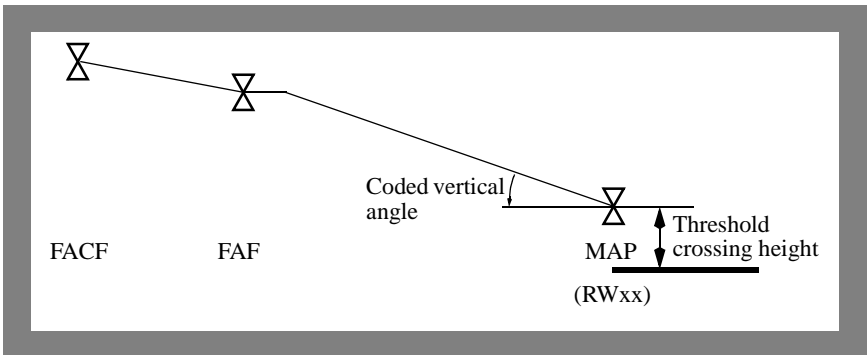 Coded vertical
angle
Threshold
crossing height
FACF
FAF
MAP
(RWxx)